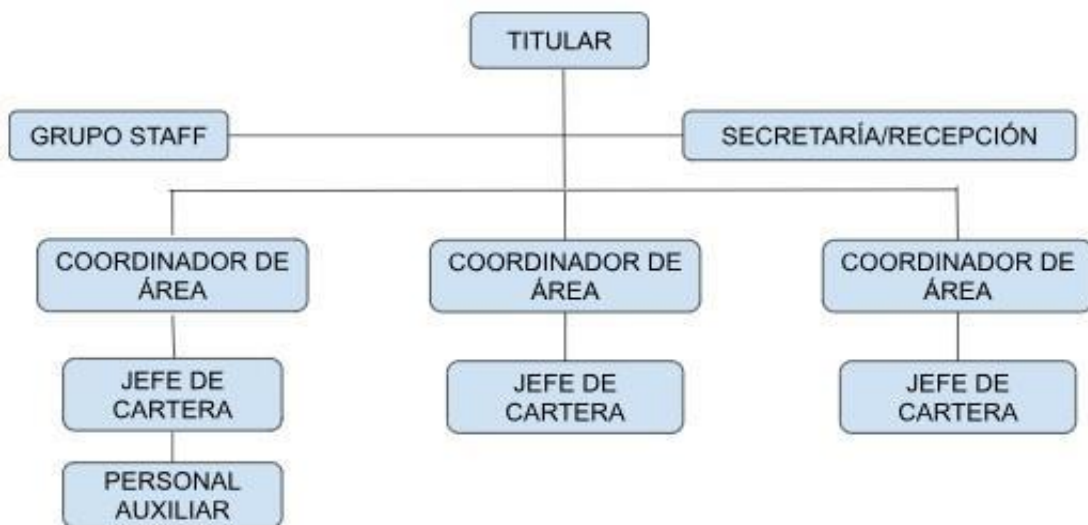 TITULAR
GRUPO STAFF
SECRETARÍA/RECEPCIÓN
COORDINADOR DE
ÁREA
COORDINADOR DE
ÁREA
COORDINADOR DE
ÁREA
JEFE DE
CARTERA
JEFE DE
CARTERA
JEFE DE
CARTERA
PERSONAL
AUXILIAR